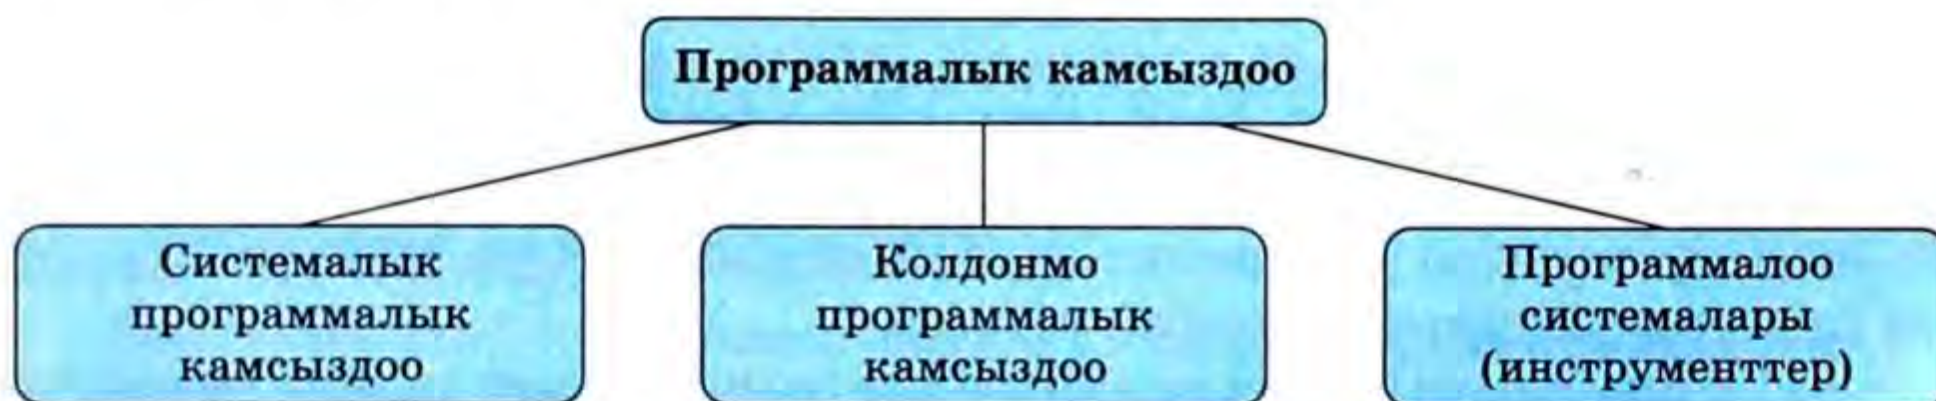 Программалык камсыздоо
Системалык
программалык
камсыздоо
Колдонмо
программалык
камсыздоо
Программалоо
системалары
(инструменттер)